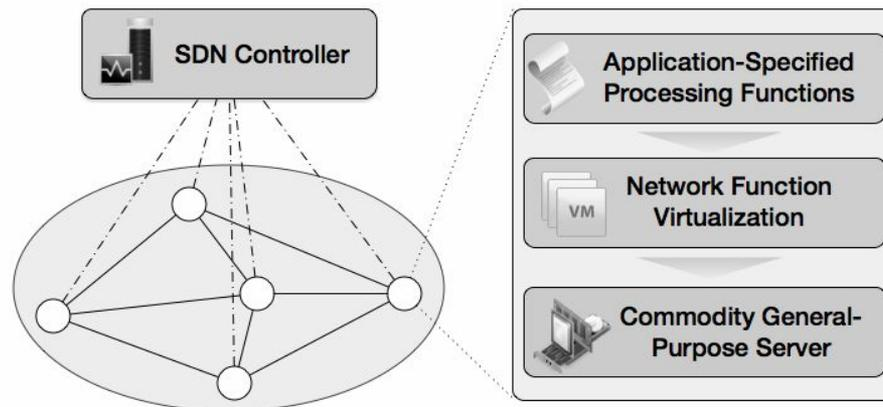 SDN Controller
Application-Specified
Processing Functions
Network Function
Virtualization
VM
Commodity General-
Purpose Server